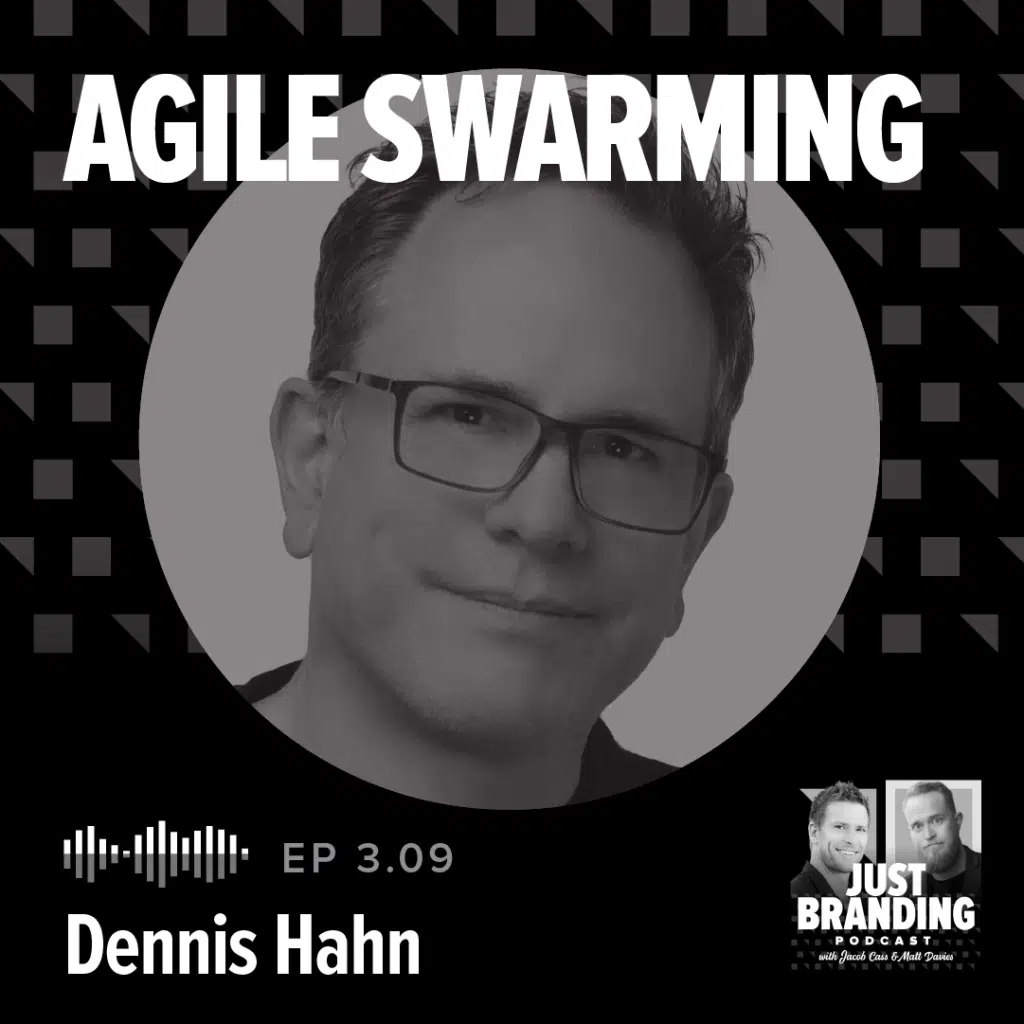 AGILE SWARMING
EP 3.09
Dennis Hahn
JUST
BRANDING
PODCAST
with Jacob Cass & Matt Davies